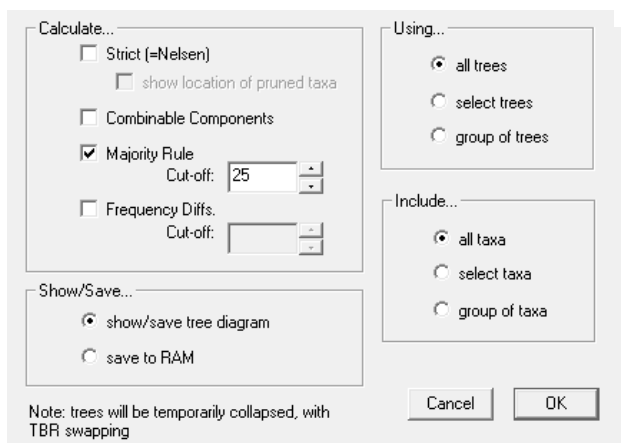 Calculate...
Strict (=Nelsen)
show location of pruned taxa
Combinable Components
Majority Rule
Cut-off: 25
Frequency Diffs.
Cut-off:
Show/Save...
show/save tree diagram
save to RAM
Note: trees will be temporarily collapsed, with
TBR swapping
Using...
all trees
select trees
group of trees
Include...
all taxa
select taxa
group of taxa
Cancel
OK